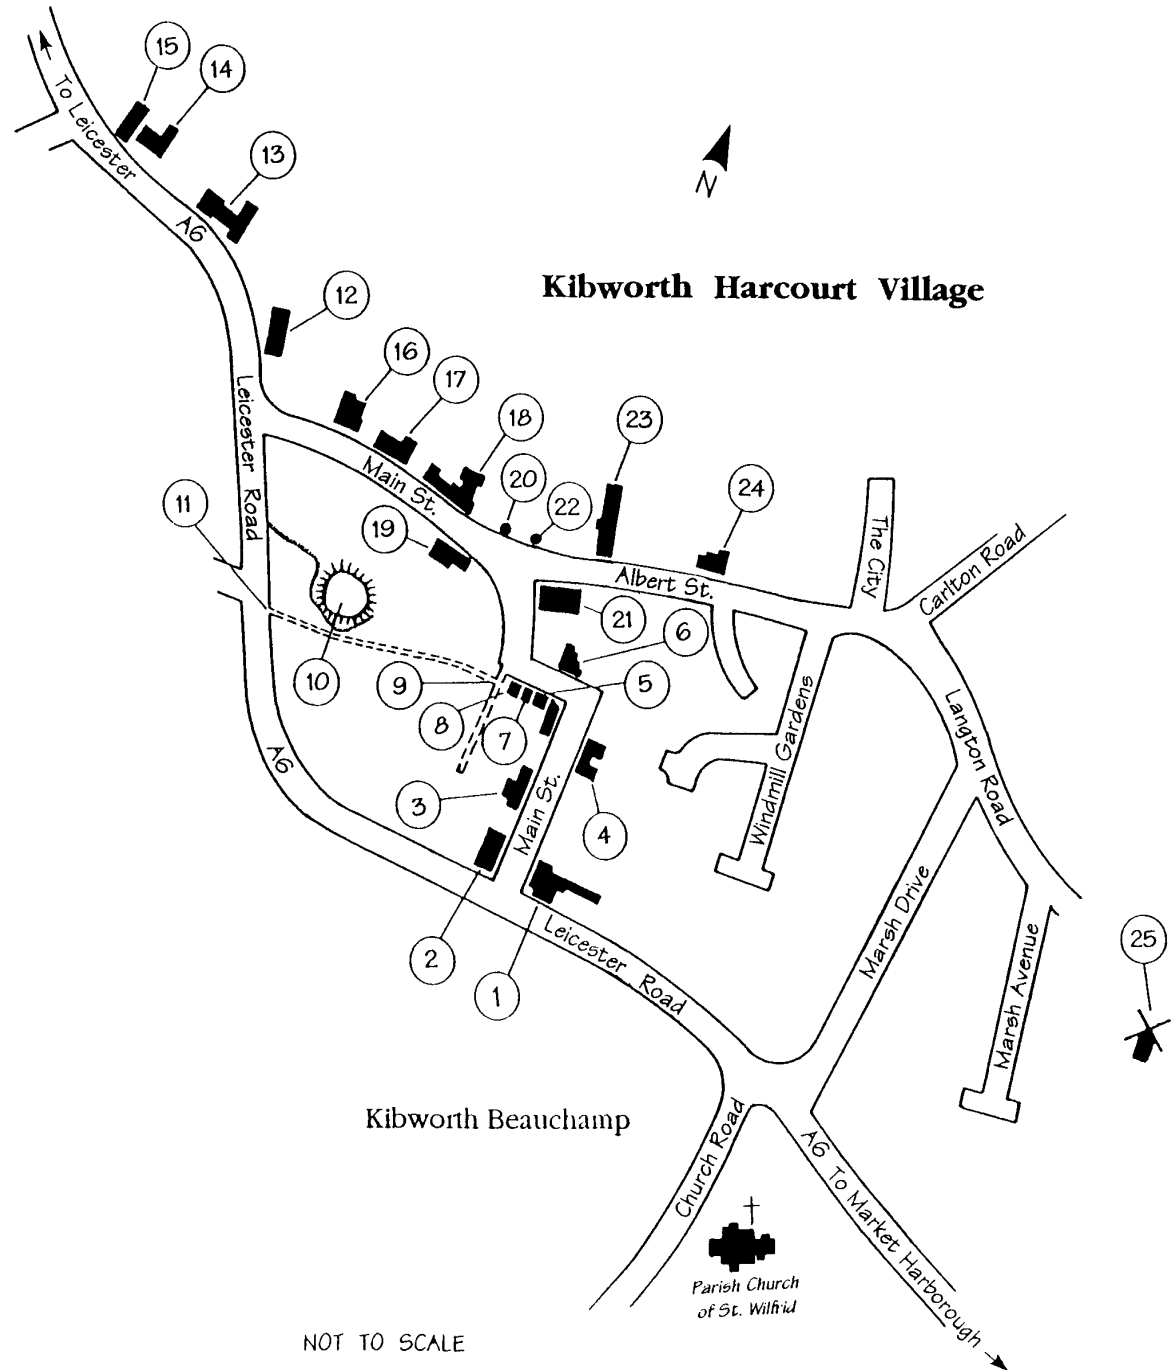 15
14
To Leicester
13
N
A6
Kibworth Harcourt Village
12
16
17
18
23
Leicester Road
Main St.
20
24
11
22
19
The City
Carlton Road
Albert St.
21
6
10
9
5
8
7
Langton Road
Windmill Gardens
A6
3
Main St.
4
Marsh Drive
2
1
Leicester Road
Marsh Avenue
25
Kibworth Beauchamp
Church Road
A6 To Market Harborough
Parish Church
of St. Wilfrid
NOT TO SCALE